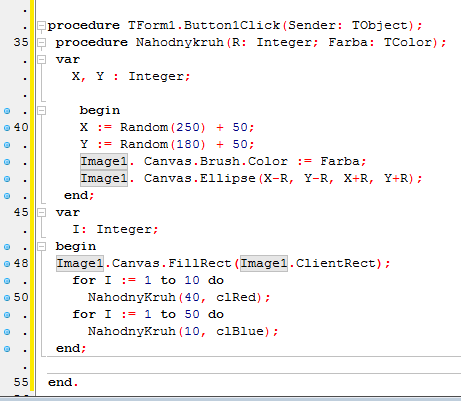 procedure TForm1.Button1Click(Sender: TObject);
35 procedure Nahodnykruh(R: Integer; Farba: TColor);
var
X, Y : Integer;
begin
40 X := Random(250) + 50;
Y := Random(180) + 50;
Image1. Canvas.Brush.Color := Farba;
Image1. Canvas.Ellipse(X-R, Y-R, X+R, Y+R);
end;
45 var
I: Integer;
begin
48 Image1.Canvas.FillRect(Image1.ClientRect);
for I := 1 to 10 do
50 NahodnyKruh(40, clRed);
for I := 1 to 50 do
NahodnyKruh(10, clBlue);
end;
55 end.